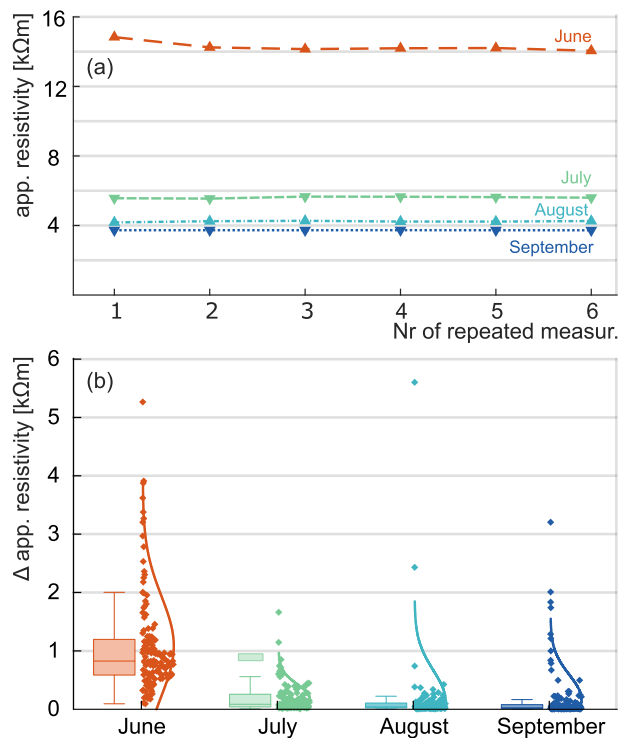 16
12
8
4
app. resistivity [kΩm]
(a)
June
July
August
September
1 2 3 4 5 6
Nr of repeated measur.
6
5
4
3
2
1
0
Δ app. resistivity [kΩm]
(b)
June July August September